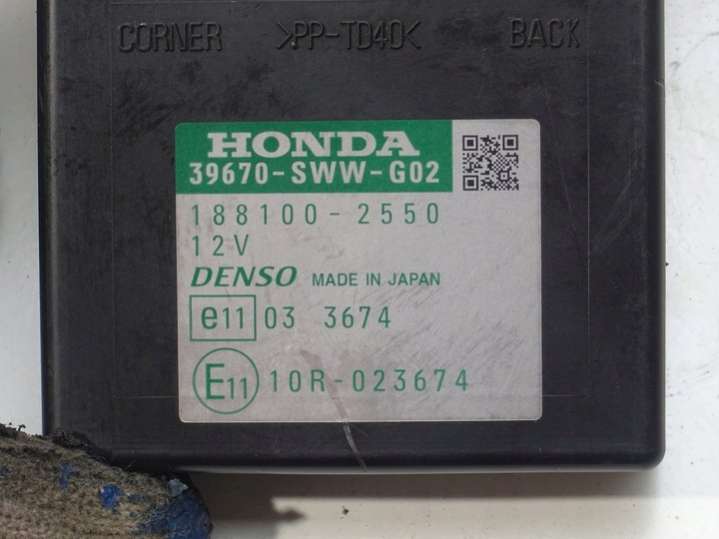 CORNER >PP-TD40< BACK
HONDA
39670-SWW-G02
188100-2550
12V
DENSO MADE IN JAPAN
e11 03 3674
E11 10R-023674